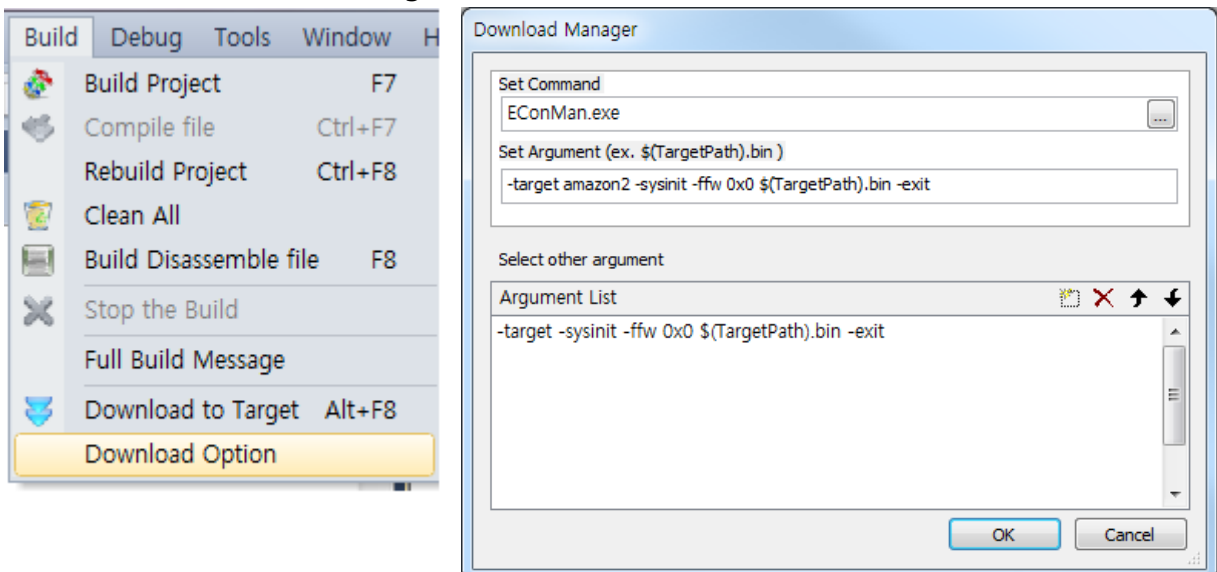 Build Debug Tools Window H
Build Project F7
Compile file Ctrl+F7
Rebuild Project Ctrl+F8
Clean All
Build Disassemble file F8
Stop the Build
Full Build Message
Download to Target Alt+F8
Download Option
Download Manager
Set Command
EConMan.exe
...
Set Argument (ex. $(TargetPath).bin )
-target amazon2 -sysinit -ffw 0x0 $(TargetPath).bin -exit
Select other argument
Argument List
-target -sysinit -ffw 0x0 $(TargetPath).bin -exit
OK Cancel